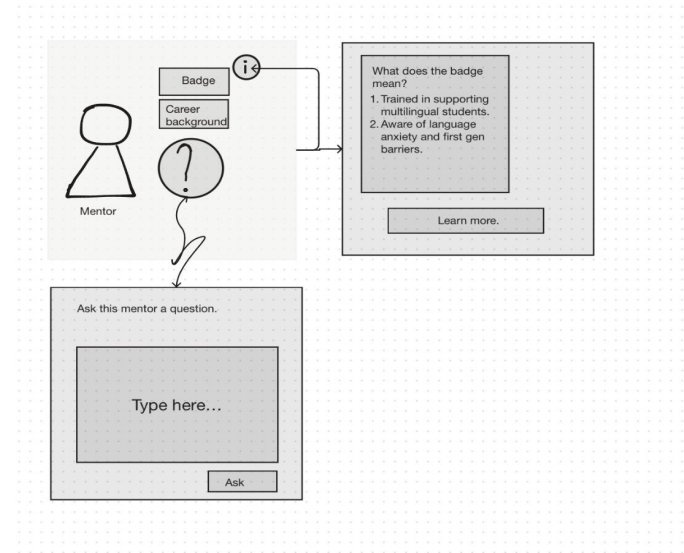 Badge
i
Career
background
?
Mentor
What does the badge
mean?
1. Trained in supporting
multilingual students.
2. Aware of language
anxiety and first gen
barriers.
Learn more.
Ask this mentor a question.
Type here...
Ask